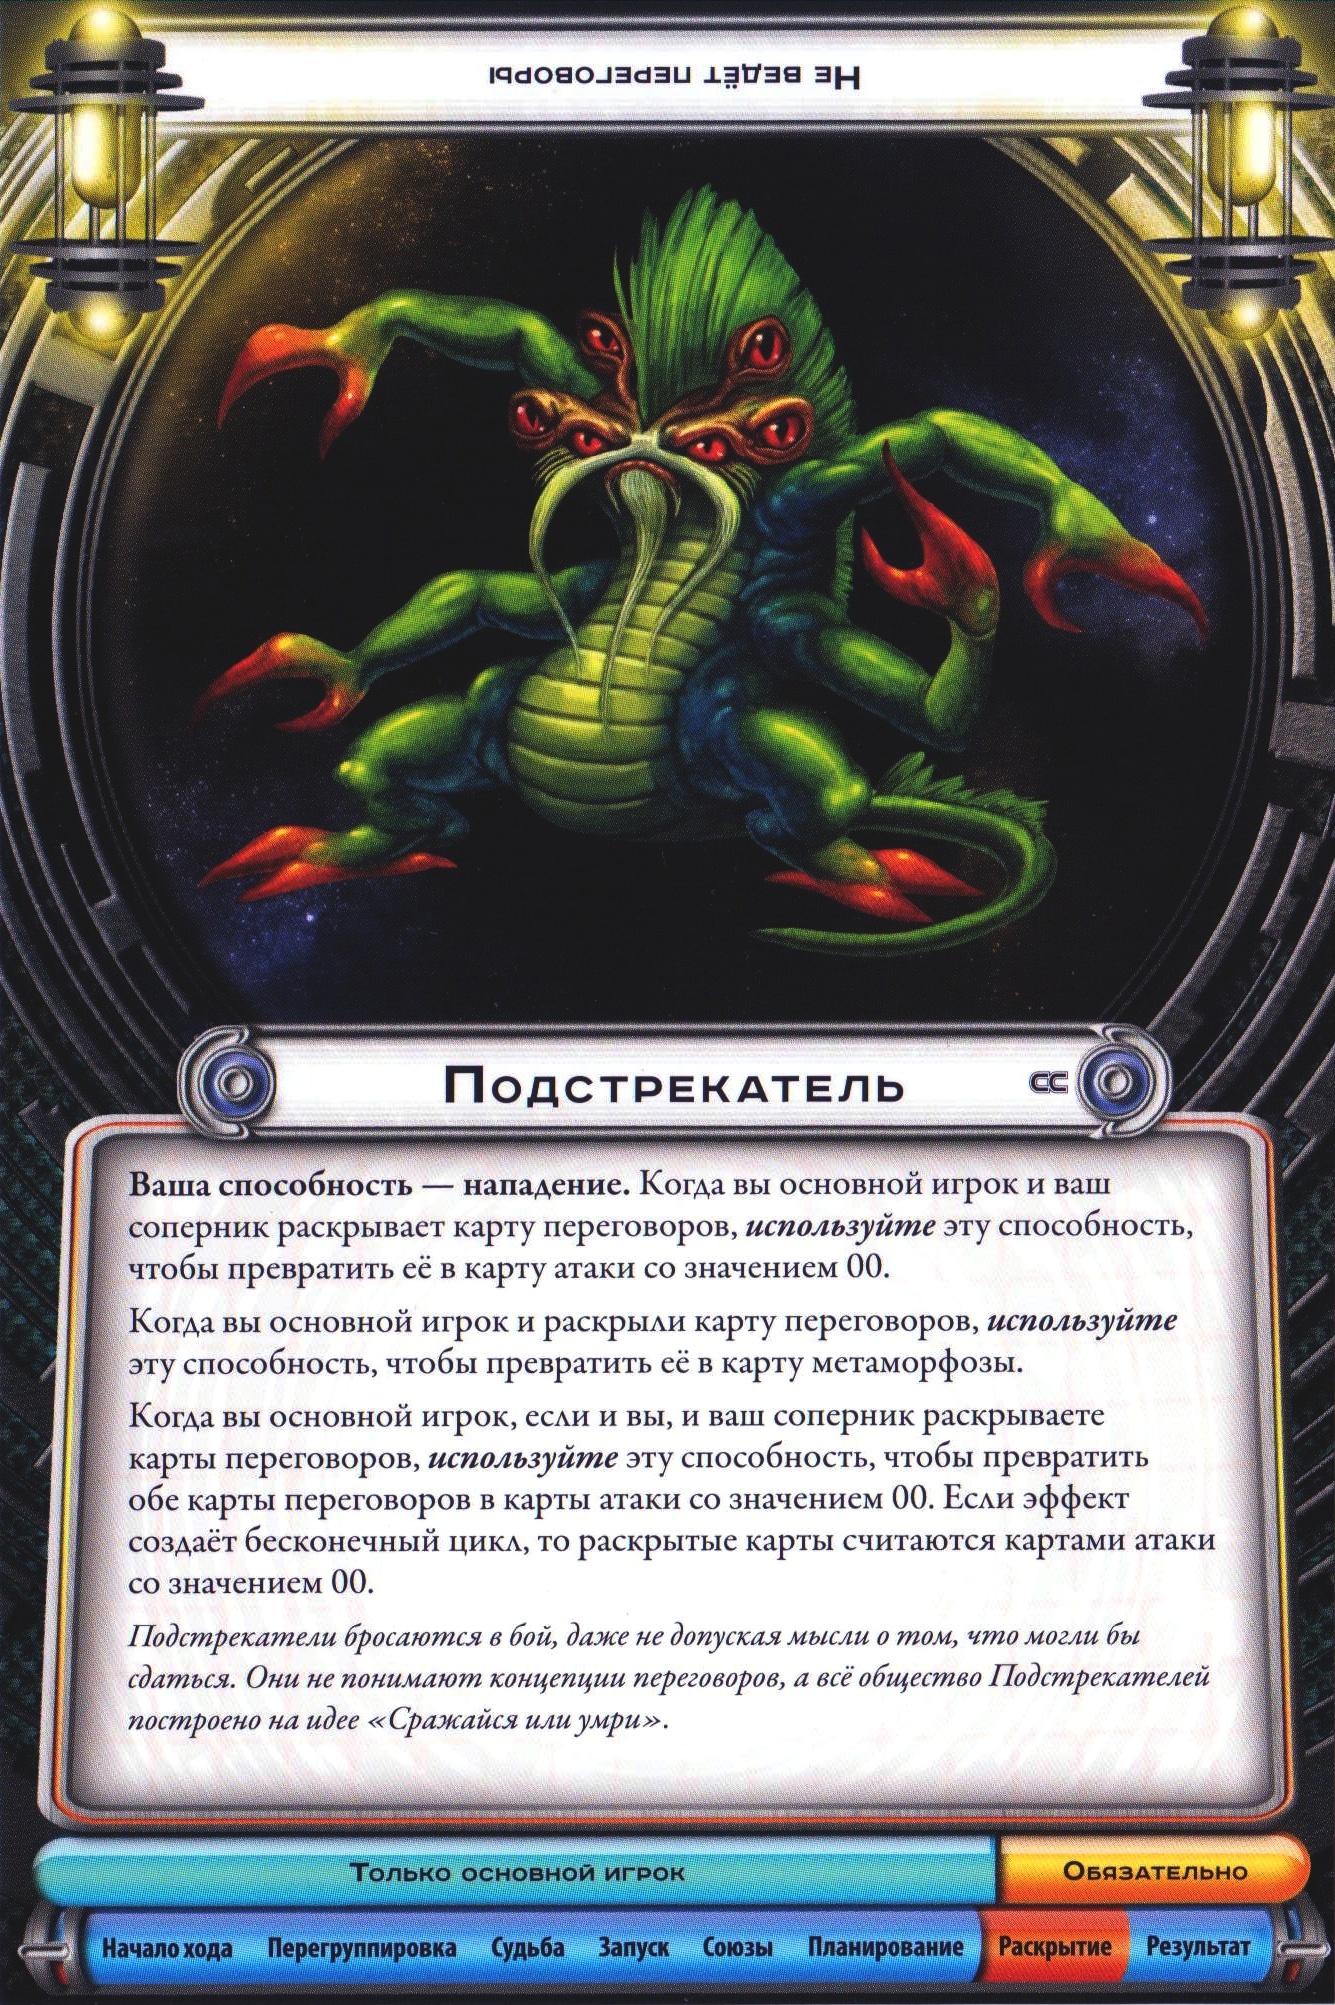 Не ведёт переговоры
Подстрекатель
CC
Ваша способность — нападение. Когда вы основной игрок и ваш
соперник раскрывает карту переговоров, используйте эту способность,
чтобы превратить её в карту атаки со значением 00.
Когда вы основной игрок и раскрыли карту переговоров, используйте
эту способность, чтобы превратить её в карту метаморфозы.
Когда вы основной игрок, если и вы, и ваш соперник раскрываете
карты переговоров, используйте эту способность, чтобы превратить
обе карты переговоров в карты атаки со значением 00. Если эффект
создаёт бесконечный цикл, то раскрытые карты считаются картами атаки
со значением 00.
Подстрекатели бросаются в бой, даже не допуская мысли о том, что могли бы
сдаться. Они не понимают концепции переговоров, а всё общество Подстрекателей
построено на идее «Сражайся или умри».
Только основной игрок Обязательно
Начало хода Перегруппировка Судьба Запуск Союзы Планирование Раскрытие Результат